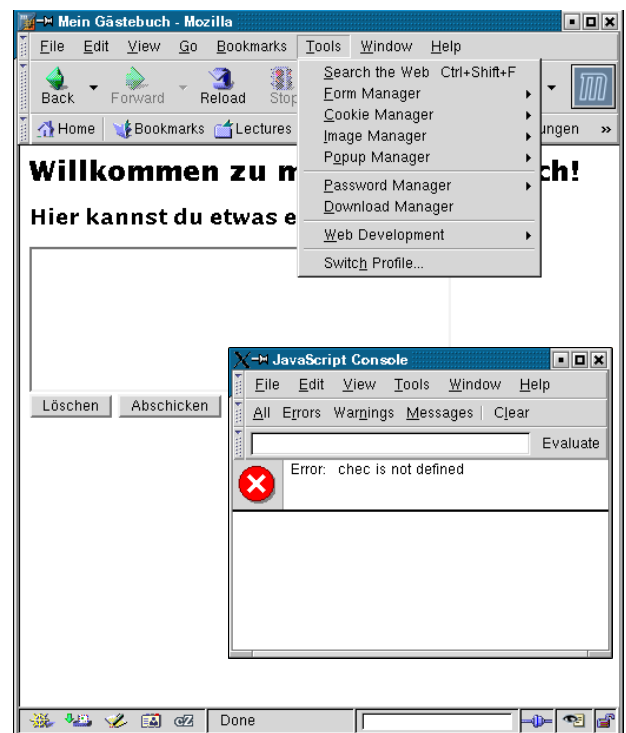 Mein Gästebuch - Mozilla
File Edit View Go Bookmarks Tools Window Help
Back Forward Reload Stop
Home Bookmarks Lectures ungen »
Search the Web Ctrl+Shift+F
Form Manager
Cookie Manager
Image Manager
Popup Manager
Password Manager
Download Manager
Web Development
Switch Profile...
Willkommen zu m ch!
Hier kannst du etwas e
Löschen Abschicken
JavaScript Console
File Edit View Tools Window Help
All Errors Warnings Messages Clear
Evaluate
Error: chec is not defined
Done